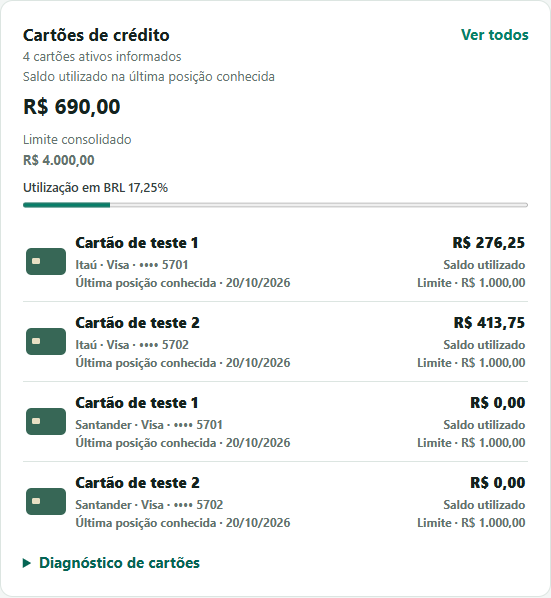 Cartões de crédito
Ver todos
4 cartões ativos informados
Saldo utilizado na última posição conhecida
R$ 690,00
Limite consolidado
R$ 4.000,00
Utilização em BRL 17,25%
Cartão de teste 1
R$ 276,25
Itaú · Visa · •••• 5701
Saldo utilizado
Última posição conhecida · 20/10/2026
Limite · R$ 1.000,00
Cartão de teste 2
R$ 413,75
Itaú · Visa · •••• 5702
Saldo utilizado
Última posição conhecida · 20/10/2026
Limite · R$ 1.000,00
Cartão de teste 1
R$ 0,00
Santander · Visa · •••• 5701
Saldo utilizado
Última posição conhecida · 20/10/2026
Limite · R$ 1.000,00
Cartão de teste 2
R$ 0,00
Santander · Visa · •••• 5702
Saldo utilizado
Última posição conhecida · 20/10/2026
Limite · R$ 1.000,00
Diagnóstico de cartões